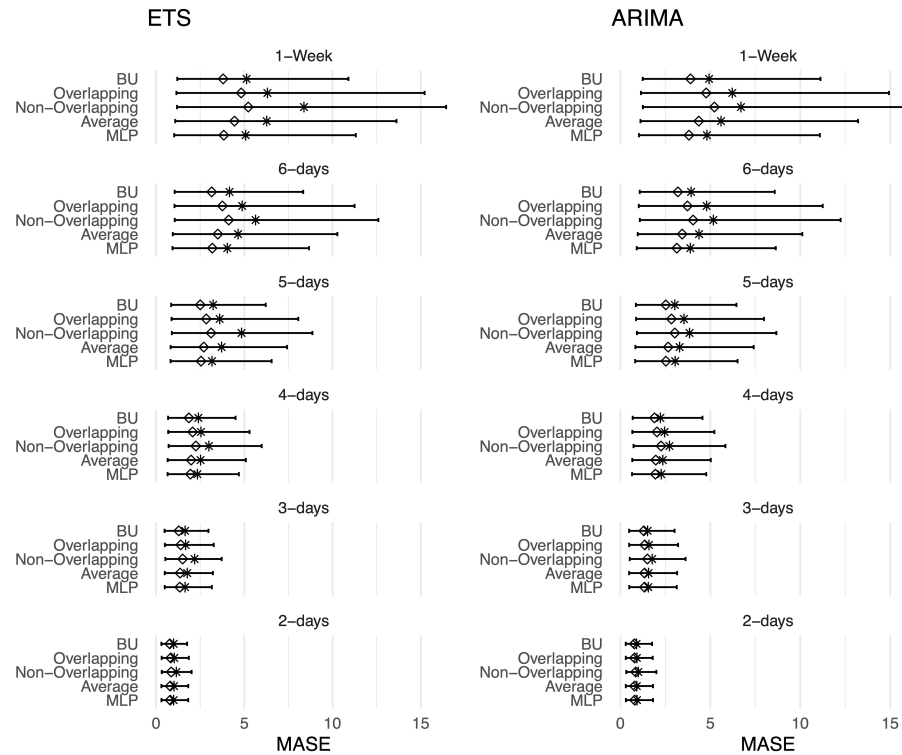 ETS
1−Week
BU
Overlapping
Non−Overlapping
Average
MLP
6−days
BU
Overlapping
Non−Overlapping
Average
MLP
5−days
BU
Overlapping
Non−Overlapping
Average
MLP
4−days
BU
Overlapping
Non−Overlapping
Average
MLP
3−days
BU
Overlapping
Non−Overlapping
Average
MLP
2−days
BU
Overlapping
Non−Overlapping
Average
MLP
0 5 10 15
MASE
ARIMA
1−Week
BU
Overlapping
Non−Overlapping
Average
MLP
6−days
BU
Overlapping
Non−Overlapping
Average
MLP
5−days
BU
Overlapping
Non−Overlapping
Average
MLP
4−days
BU
Overlapping
Non−Overlapping
Average
MLP
3−days
BU
Overlapping
Non−Overlapping
Average
MLP
2−days
BU
Overlapping
Non−Overlapping
Average
MLP
0 5 10 15
MASE